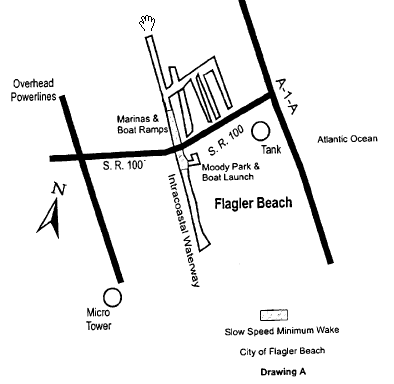 Overhead
Powerlines
A-1-A
Marinas &
Boat Ramps
S. R. 100
Tank
Atlantic Ocean
S. R. 100
Moody Park &
Boat Launch
N
Intracoastal Waterway
Flagler Beach
Micro
Tower
Slow Speed Minimum Wake
City of Flagler Beach
Drawing A